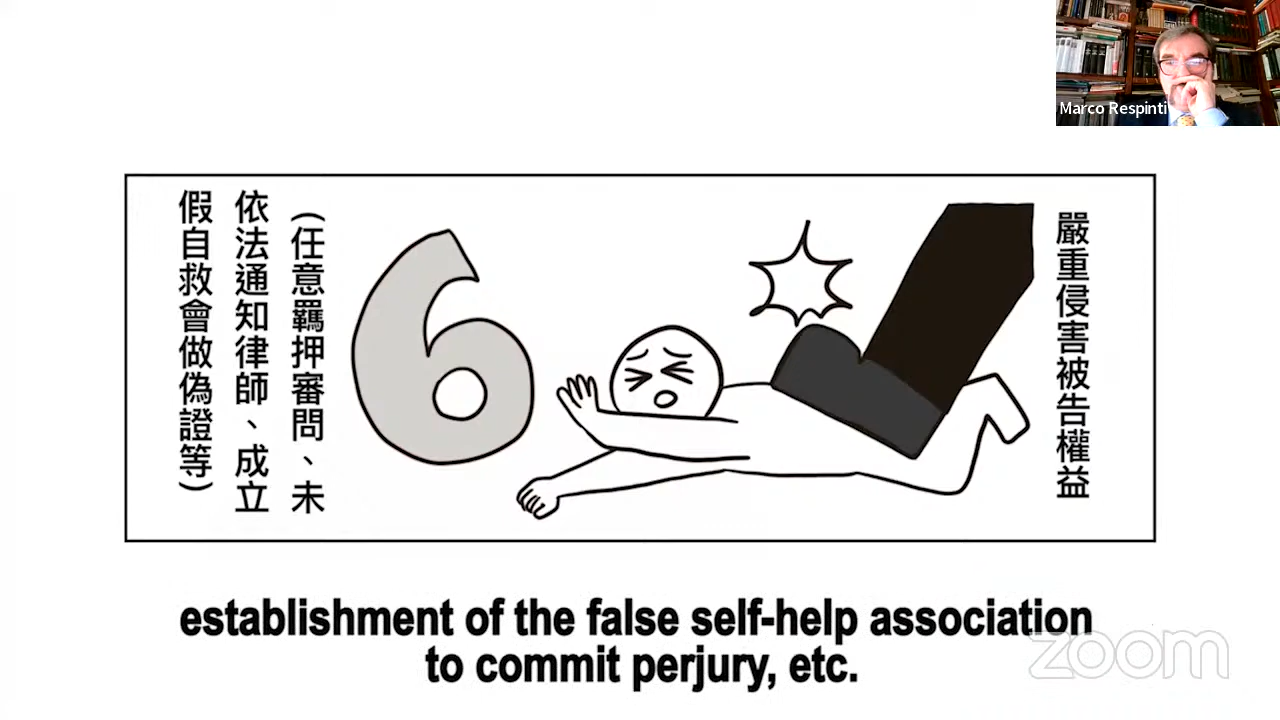 Marco Respinti
嚴重侵害被告權益
6
(任意羈押審問、未
依法通知律師、成立
假自救會做偽證等)
establishment of the false self-help association
to commit perjury, etc.
zoom